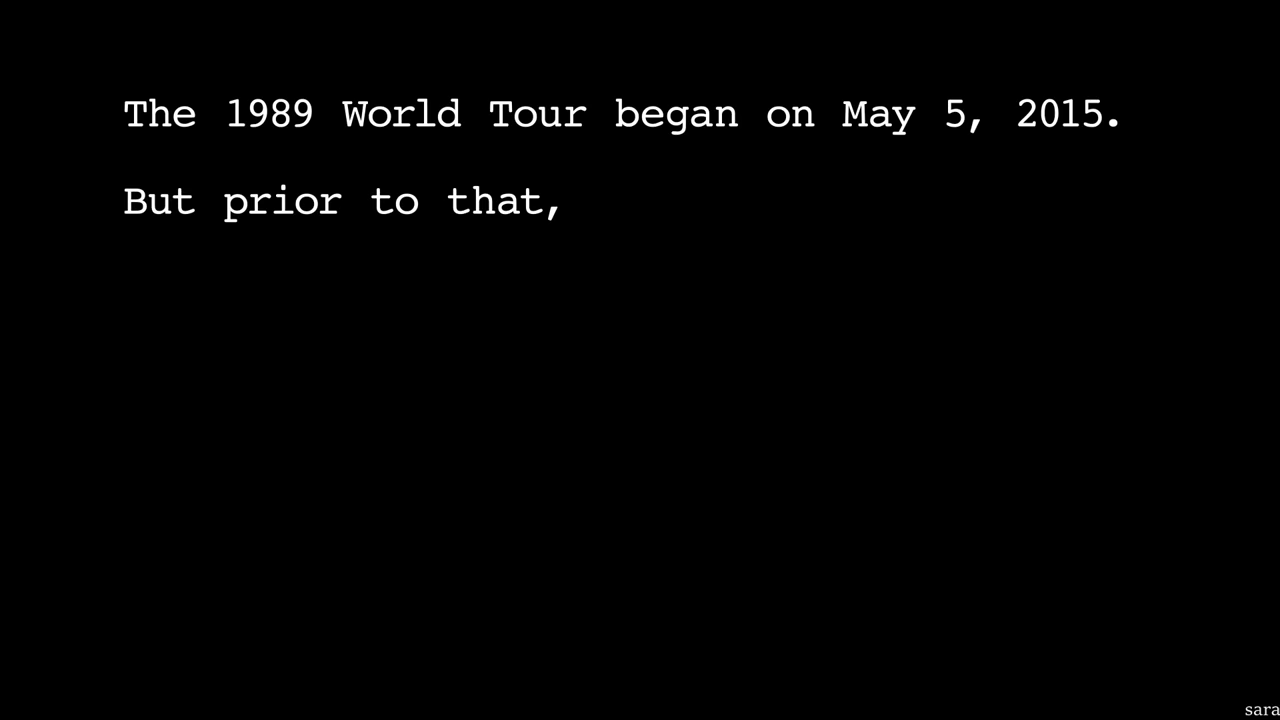 The 1989 World Tour began on May 5, 2015.
But prior to that,
sara